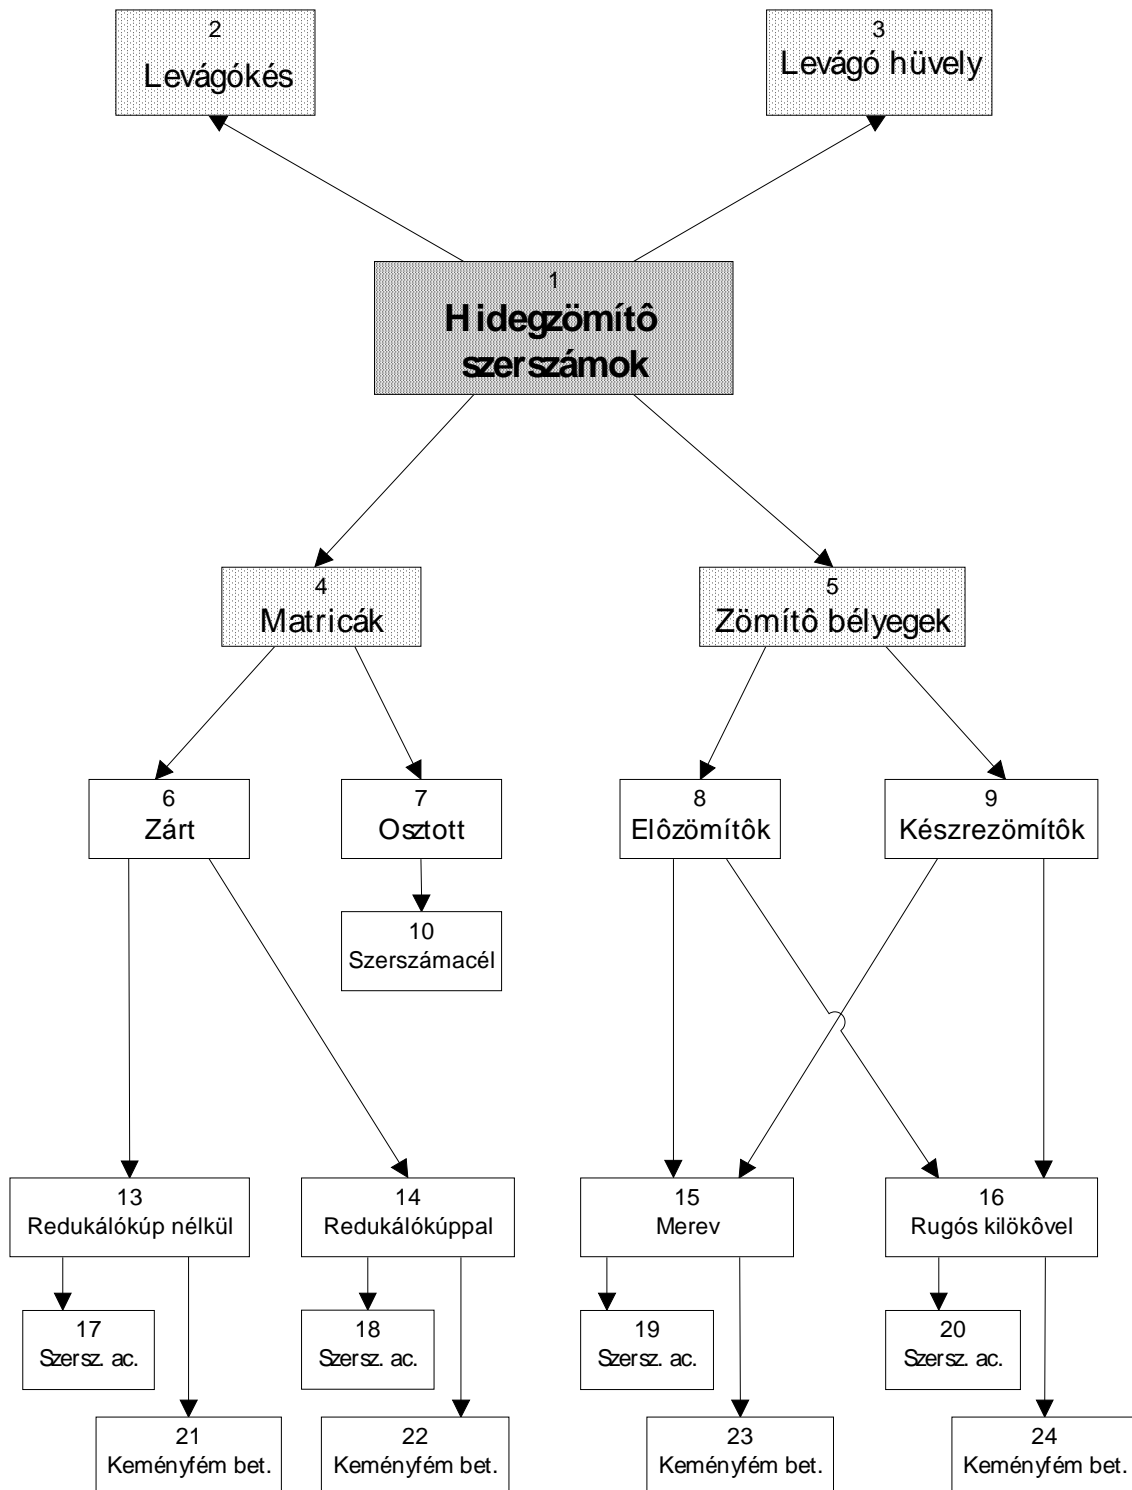 2
Levágókés
3
Levágó hüvely
1
Hidegzömítô
szerszámok
4
Matricák
5
Zömítô bélyegek
6
Zárt
7
Osztott
8
Elôzömítôk
9
Készrezömítôk
10
Szerszámacél
13
Redukálókúp nélkül
14
Redukálókúppal
15
Merev
16
Rugós kilökôvel
17
Szersz. ac.
18
Szersz. ac.
19
Szersz. ac.
20
Szersz. ac.
21
Keményfém bet.
22
Keményfém bet.
23
Keményfém bet.
24
Keményfém bet.